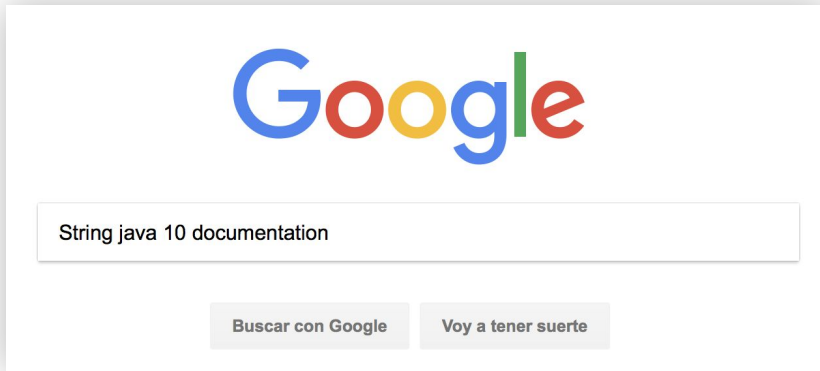 Google
String java 10 documentation
Buscar con Google
Voy a tener suerte